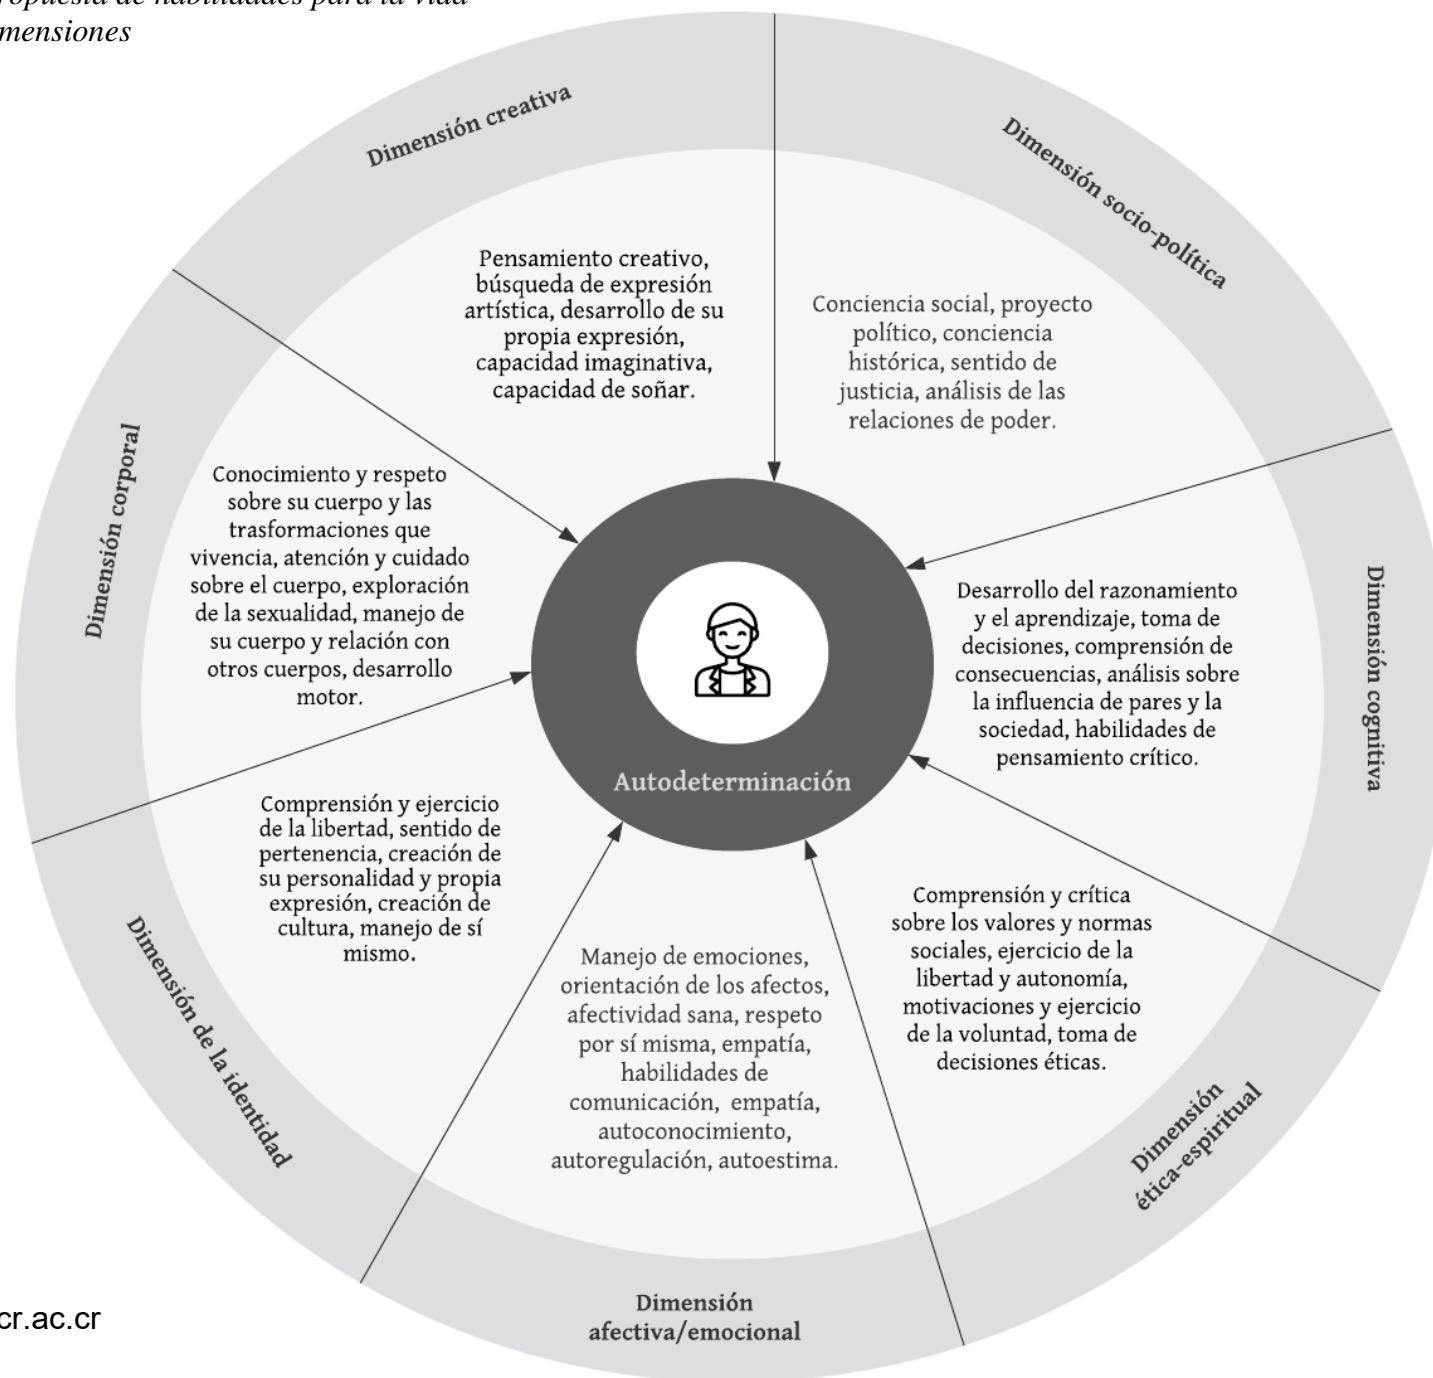 ropuesta de habilidades para la vida
mensiones
Dimensión creativa
Pensamiento creativo,
búsqueda de expresión
artística, desarrollo de su
propia expresión,
capacidad imaginativa,
capacidad de soñar.
Dimensión socio-política
Conciencia social, proyecto
político, conciencia
histórica, sentido de
justicia, análisis de las
relaciones de poder.
Dimensión corporal
Conocimiento y respeto
sobre su cuerpo y las
trasformaciones que
vivencia, atención y cuidado
sobre el cuerpo, exploración
de la sexualidad, manejo de
su cuerpo y relación con
otros cuerpos, desarrollo
motor.
Dimensión cognitiva
Desarrollo del razonamiento
y el aprendizaje, toma de
decisiones, comprensión de
consecuencias, análisis sobre
la influencia de pares y la
sociedad, habilidades de
pensamiento crítico.
Autodeterminación
Dimensión de la identidad
Comprensión y ejercicio
de la libertad, sentido de
pertenencia, creación de
su personalidad y propia
expresión, creación de
cultura, manejo de sí
mismo.
Manejo de emociones,
orientación de los afectos,
afectividad sana, respeto
por sí misma, empatía,
habilidades de
comunicación, empatía,
autoconocimiento,
autoregulación, autoestima.
Dimensión
afectiva/emocional
Comprensión y crítica
sobre los valores y normas
sociales, ejercicio de la
libertad y autonomía,
motivaciones y ejercicio
de la voluntad, toma de
decisiones éticas.
Dimensión
ética-espiritual
cr.ac.cr